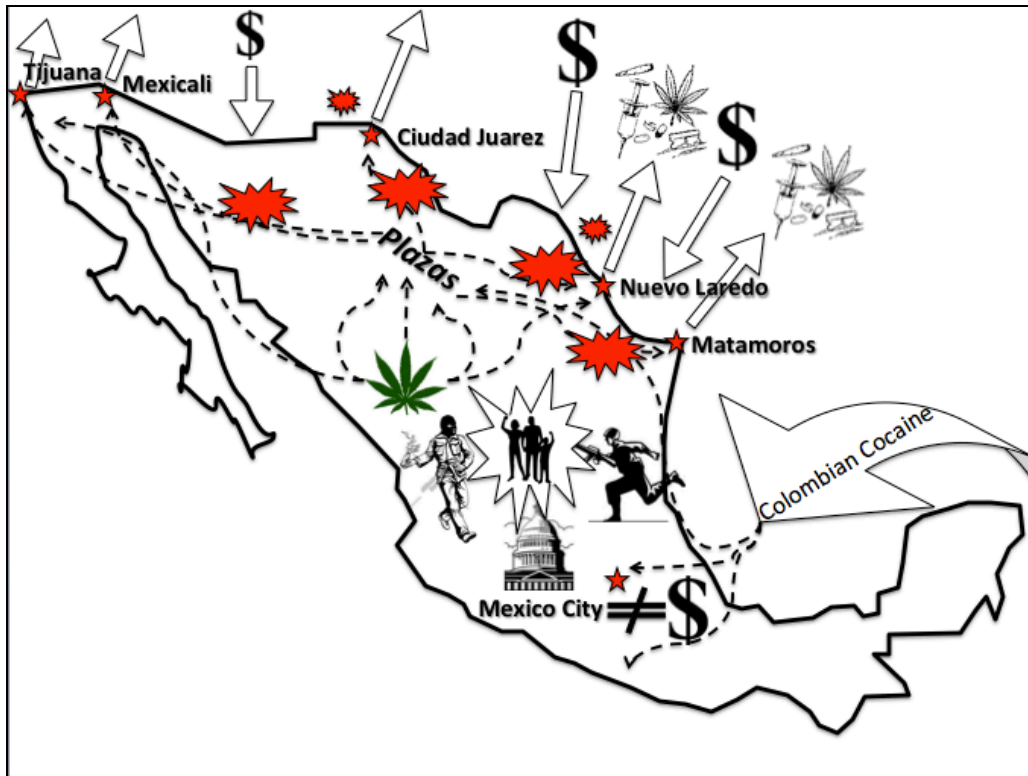 $
$
$
Tijuana
Mexicali
Ciudad Juarez
Plazas
Nuevo Laredo
Matamoros
Colombian Cocaine
Mexico City ≠ $